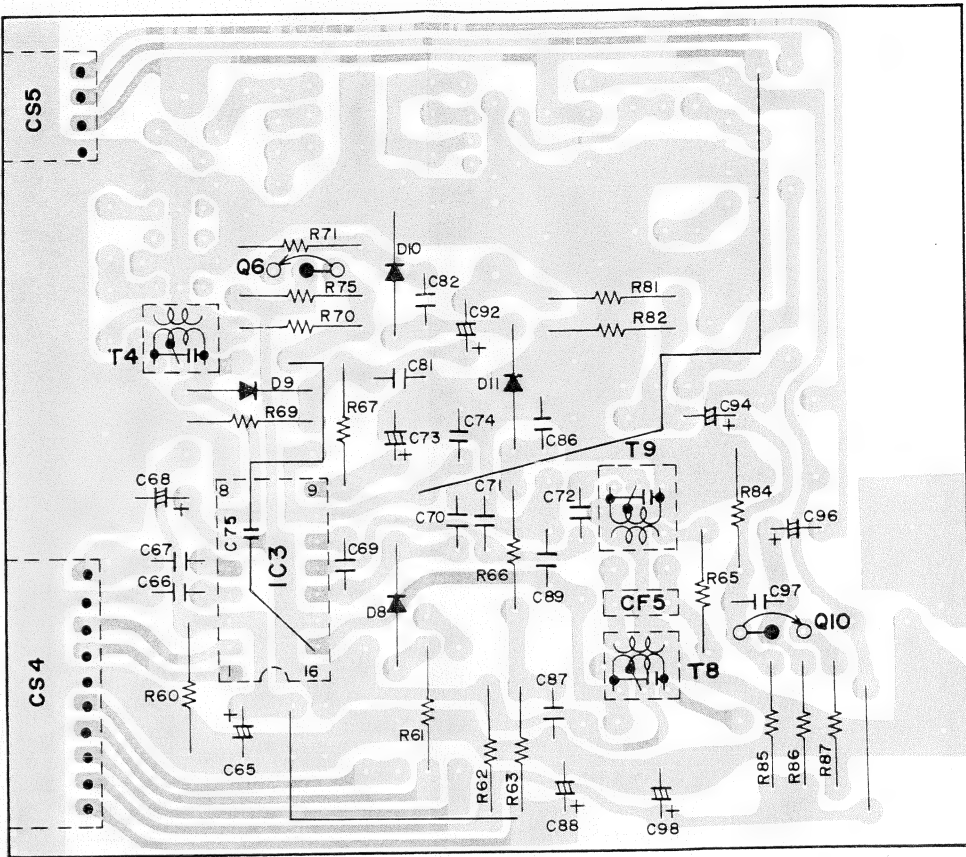 CS5
R71
Q6
D10
R75
C82
R81
R70
C92
R82
T4
+
C81
D11
D9
R69
R67
C73
C74
C86
C94
+
+
T9
C68
+
8
9
C71
C70
C72
R84
C75
IC3
C96
+
C67
C69
R66
C66
C89
R65
D8
CF5
C97
Q10
T8
1
16
CS4
R60
C87
+
R61
C65
R62
R63
R85
R86
R87
+
C88
+
C98